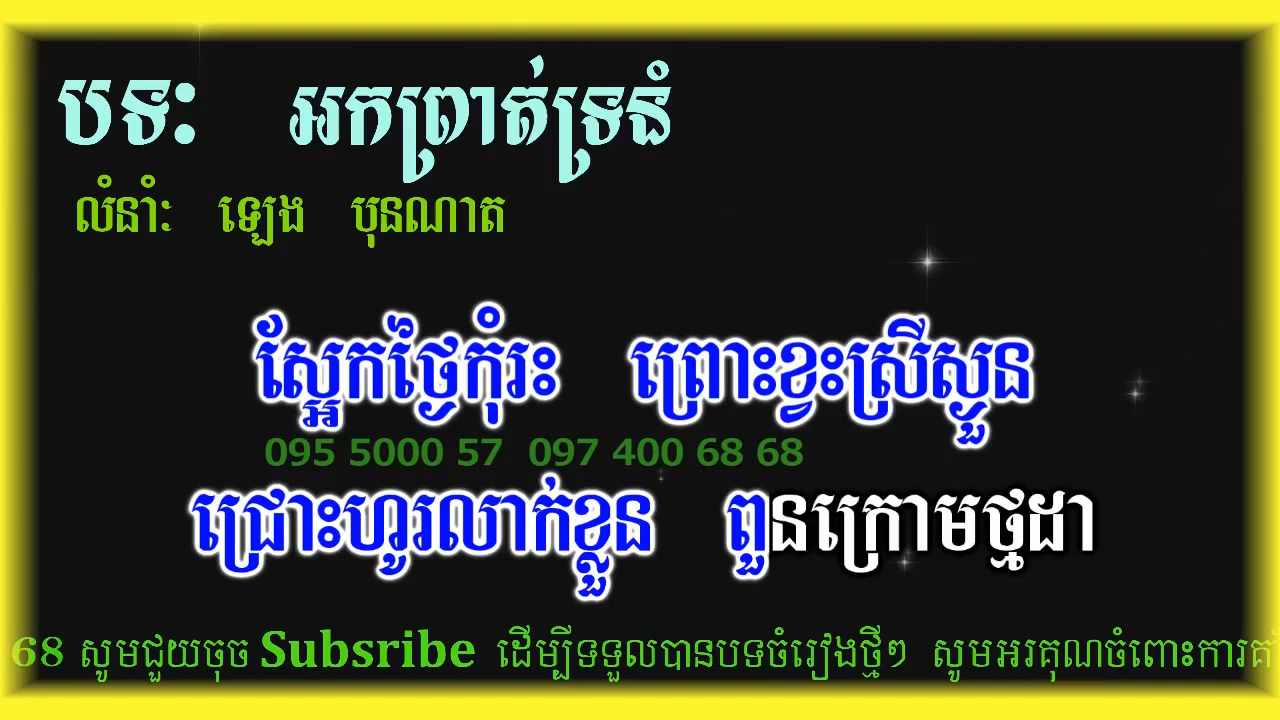 បទៈ អកព្រាត់ទ្រនំ
លំនាំៈ ឡេង ប៊ុនណាត
ស្អែកថ្ងៃកុំរះ ព្រោះខ្វះស្រីស្ងួន
095 5000 57 097 400 68 68
ជ្រោះហូរលាក់ខ្លួន ពួនក្រោមថ្មដា
68 សូមជួយចុច Subsribe ដើម្បីទទួលបានបទចំរៀងថ្មីៗ សូមអរគុណចំពោះការគាំ